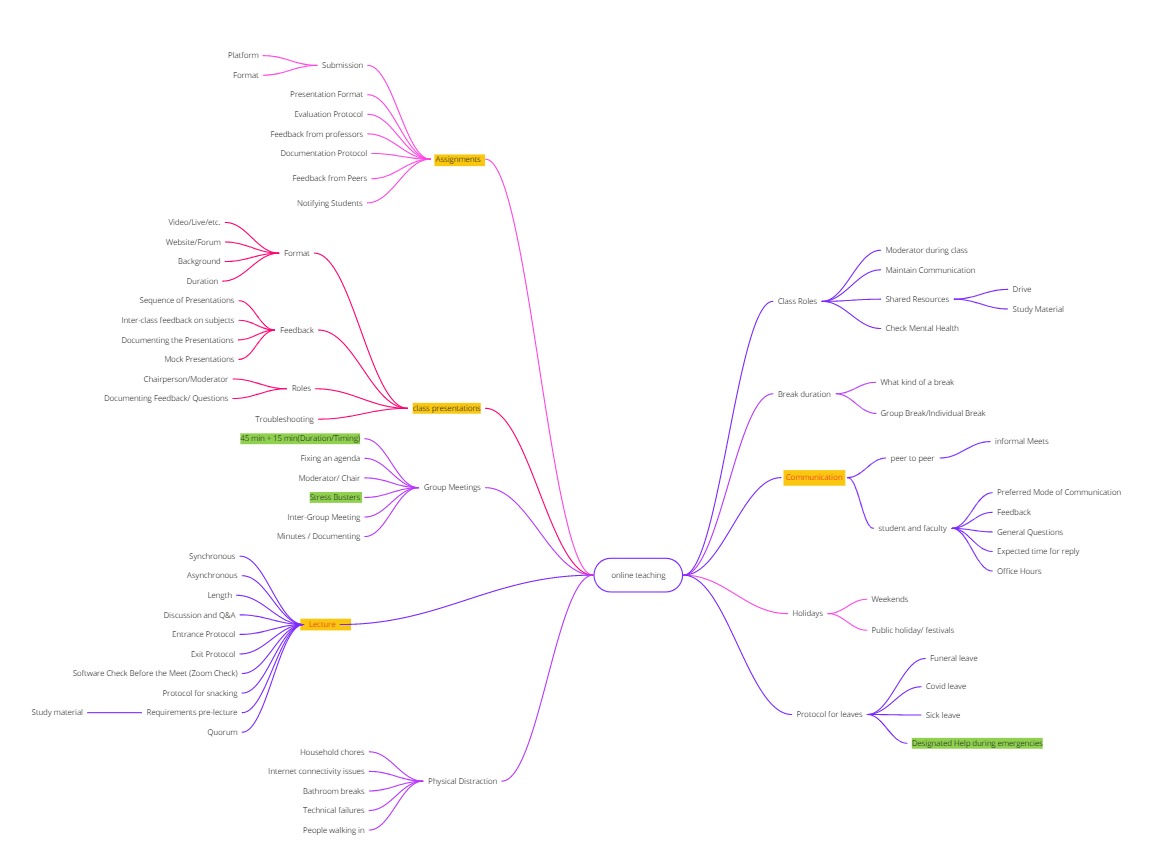 Platform
Format
Submission
Presentation Format
Evaluation Protocol
Feedback from professors
Documentation Protocol
Feedback from Peers
Notifying Students
Assignments
Video/Live/etc.
Website/Forum
Background
Duration
Format
Sequence of Presentations
Inter-class feedback on subjects
Documenting the Presentations
Mock Presentations
Feedback
Chairperson/Moderator
Documenting Feedback/ Questions
Roles
Troubleshooting
class presentations
45 min + 15 min(Duration/Timing)
Fixing an agenda
Moderator/ Chair
Stress Busters
Inter-Group Meeting
Minutes / Documenting
Group Meetings
Synchronous
Asynchronous
Length
Discussion and Q&A
Entrance Protocol
Exit Protocol
Software Check Before the Meet (Zoom Check)
Protocol for snacking
Study material
Requirements pre-lecture
Quorum
Lecture
Household chores
Internet connectivity issues
Bathroom breaks
Technical failures
People walking in
Physical Distraction
online teaching
Class Roles
Moderator during class
Maintain Communication
Shared Resources
Drive
Study Material
Check Mental Health
Break duration
What kind of a break
Group Break/Individual Break
Communication
peer to peer
informal Meets
student and faculty
Preferred Mode of Communication
Feedback
General Questions
Expected time for reply
Office Hours
Holidays
Weekends
Public holiday/ festivals
Protocol for leaves
Funeral leave
Covid leave
Sick leave
Designated Help during emergencies